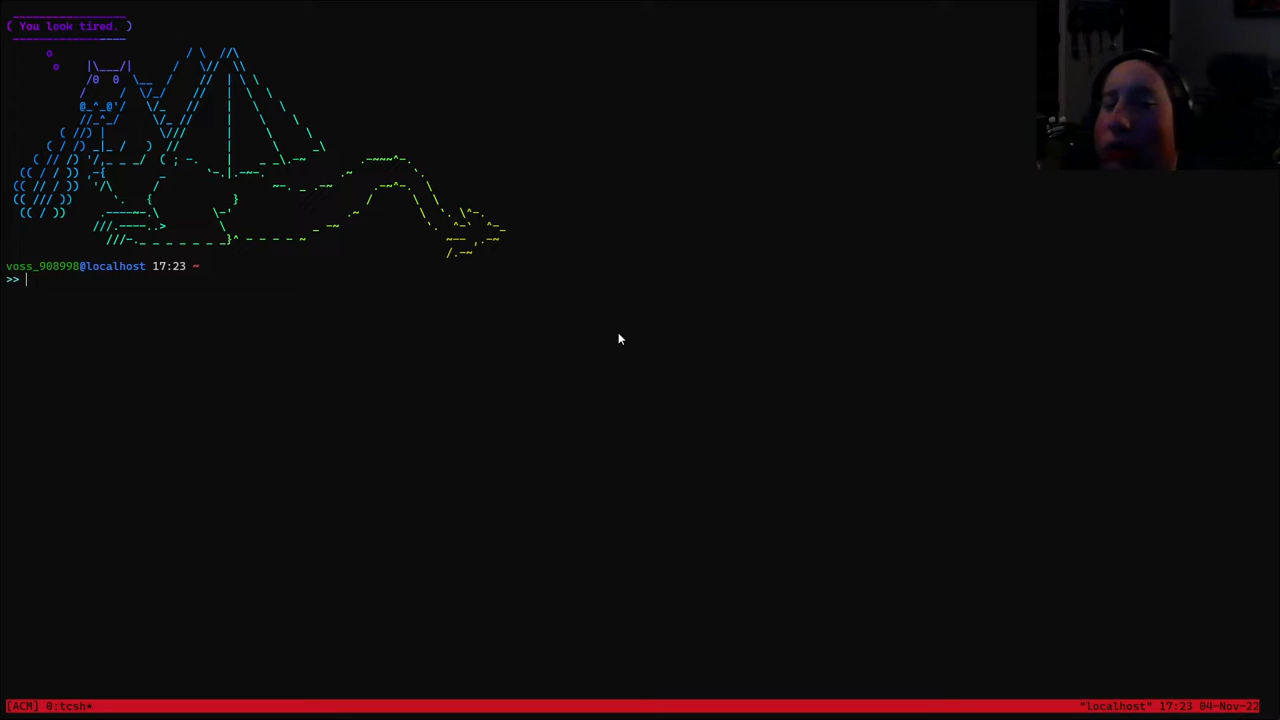 ( You look tired. )
voss_908998@localhost 17:23 ~
>>
[ACM] 0:tcsh* "localhost" 17:23 04-Nov-22